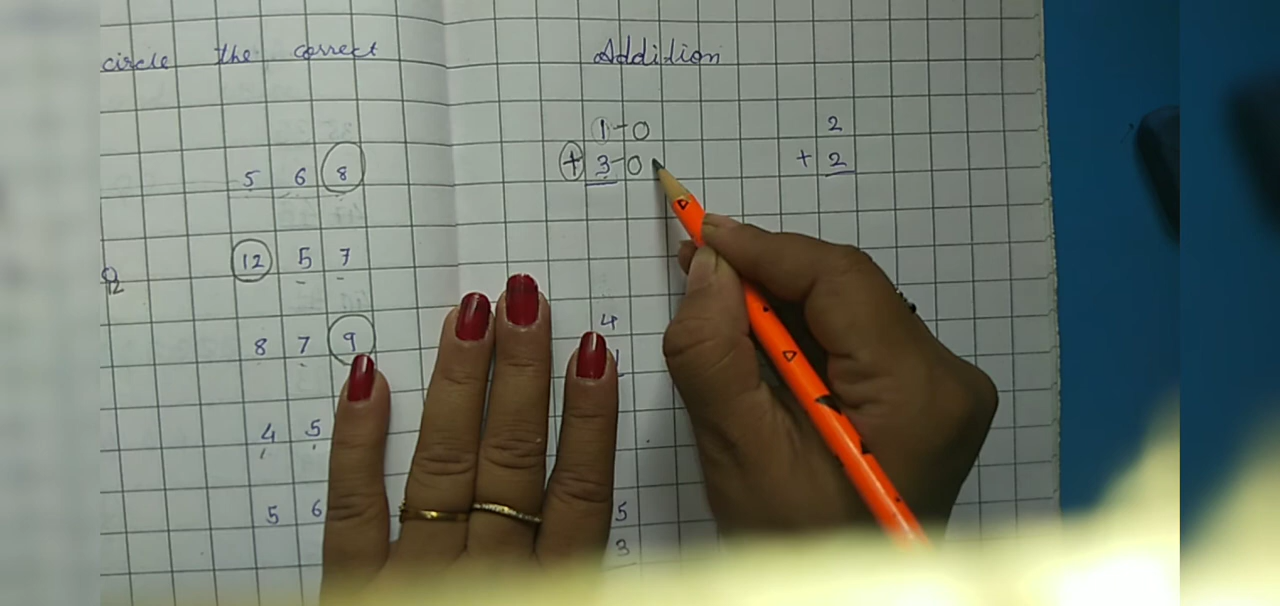 circle the correct
5 6 8
12 5 7
8 7 9
4 5
5 6
Addition
1-0
+ 3-0
2
+ 2
4
1
5
3